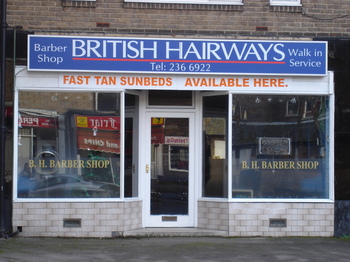 Barber
Shop
BRITISH HAIRWAYS
Walk in
Service
Tel: 236 6922
FAST TAN SUNBEDS AVAILABLE HERE.
B. H. BARBER SHOP
B. H. BARBER SHOP